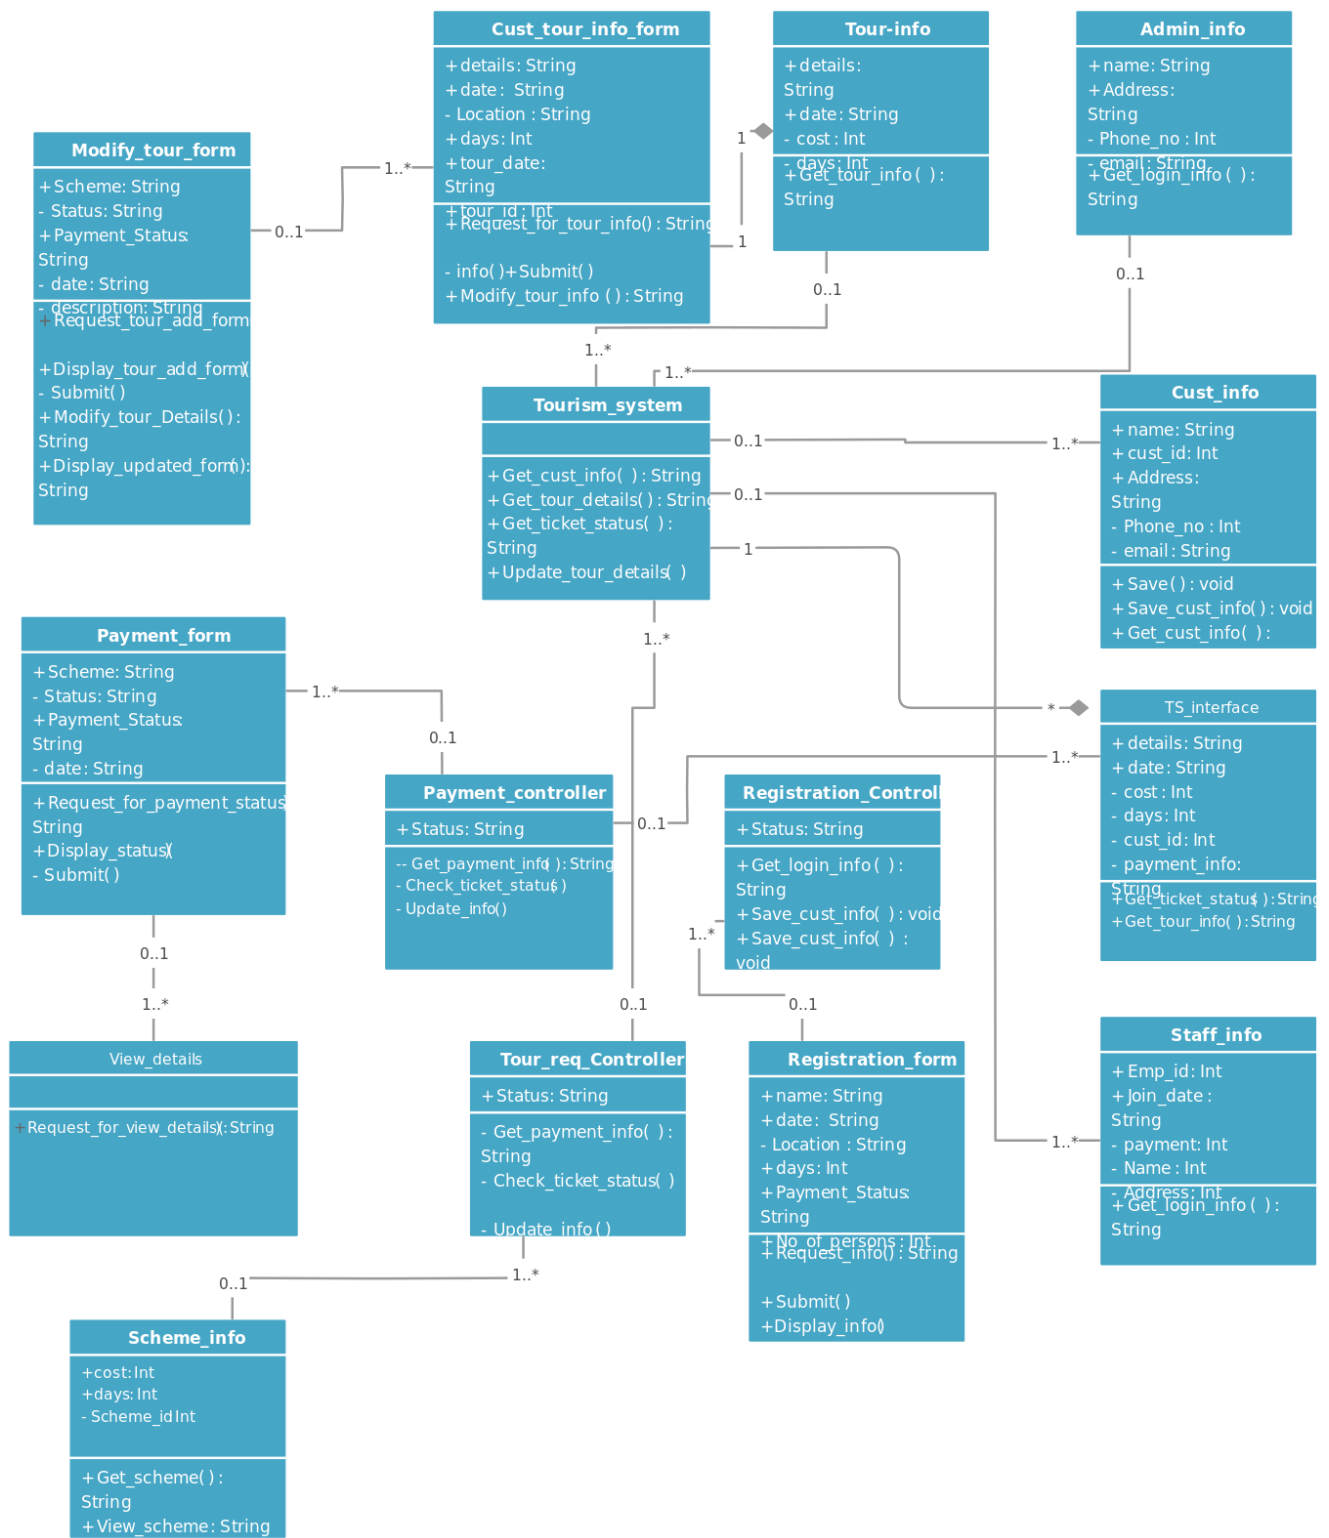 Cust_tour_info_form
+details: String
+date: String
- Location : String
+days: Int
+tour_date:
String
+tour_id: Int
+Request_for_tour_info(): String
- info()+Submit()
+Modify_tour_info (): String
Tour-info
+details:
String
+date: String
- cost: Int
- days: Int
+Get_tour_info( ):
String
Admin_info
+name: String
+Address:
String
- Phone_no : Int
- email: String
+Get_login_info( ):
String
Modify_tour_form
+Scheme: String
- Status: String
+Payment_Status:
String
- date: String
- description: String
+Request_tour_add_form
+Display_tour_add_form(
- Submit()
+Modify_tour_Details():
String
+Display_updated_form():
String
1..*
0..1
1
1
0..1
1..*
0..1
1..*
Tourism_system
+Get_cust_info( ): String
+Get_tour_details(): String
+Get_ticket_status( ):
String
+Update_tour_details( )
0..1
1..*
0..1
1
1..*
Cust_info
+name: String
+cust_id: Int
+Address:
String
- Phone_no : Int
- email: String
+Save(): void
+Save_cust_info(): void
+Get_cust_info( ):
Payment_form
+Scheme: String
- Status: String
+Payment_Status:
String
- date: String
+Request_for_payment_status)
String
+Display_status(
- Submit()
1..*
0..1
*
1..*
0..1
TS_interface
+details: String
+date: String
- cost: Int
- days: Int
- cust_id: Int
- payment_info:
String
+Get_ticket_status( ):String
+Get_tour_info( ):String
Payment_controller
+Status: String
-- Get_payment_info( ):String
- Check_ticket_status( )
- Update_info()
Registration_Controll
+Status: String
+Get_login_info( ):
String
+Save_cust_info( ): void
+Save_cust_info( ) :
void
0..1
1..*
1..*
0..1
0..1
View_details
+Request_for_view_details():String
Tour_req_Controller
+Status: String
- Get_payment_info( ):
String
- Check_ticket_status( )
- Update_info()
Registration_form
+name: String
+date: String
- Location : String
+days: Int
+Payment_Status:
String
+No_of_persons: Int
+Request_info(): String
+Submit()
+Display_info()
Staff_info
+Emp_id: Int
+Join_date:
String
- payment: Int
- Name: Int
- Address: Int
+Get_login_info( ):
String
1..*
0..1
1..*
Scheme_info
+cost:Int
+days:Int
- Scheme_id:Int
+Get_scheme():
String
+View_scheme: String